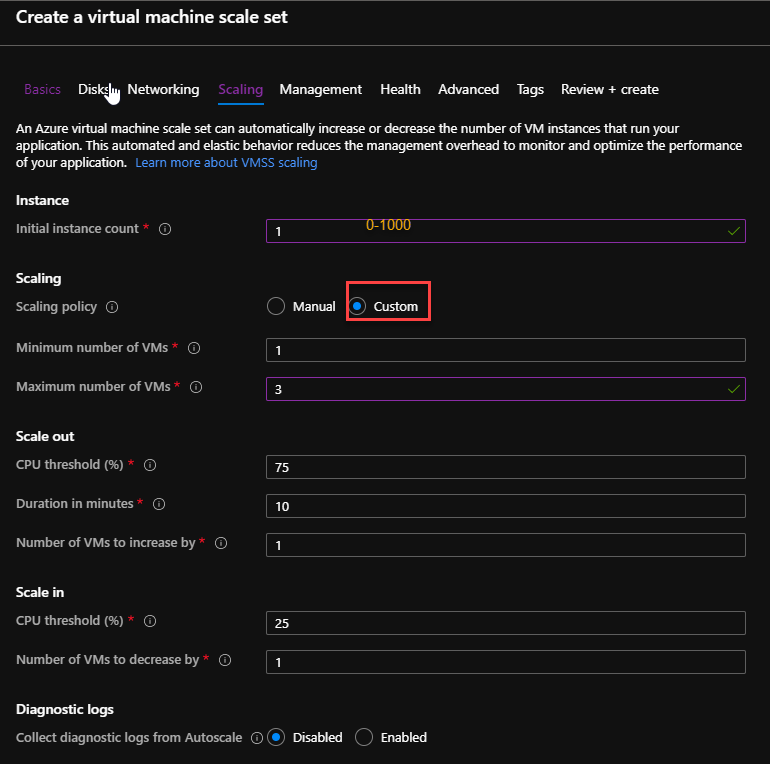 Create a virtual machine scale set
Basics Disks Networking Scaling Management Health Advanced Tags Review + create
An Azure virtual machine scale set can automatically increase or decrease the number of VM instances that run your
application. This automated and elastic behavior reduces the management overhead to monitor and optimize the performance
of your application. Learn more about VMSS scaling
Instance
Initial instance count * 1 0-1000
Scaling
Scaling policy Manual Custom
Minimum number of VMs * 1
Maximum number of VMs * 3
Scale out
CPU threshold (%) * 75
Duration in minutes * 10
Number of VMs to increase by * 1
Scale in
CPU threshold (%) * 25
Number of VMs to decrease by * 1
Diagnostic logs
Collect diagnostic logs from Autoscale Disabled Enabled